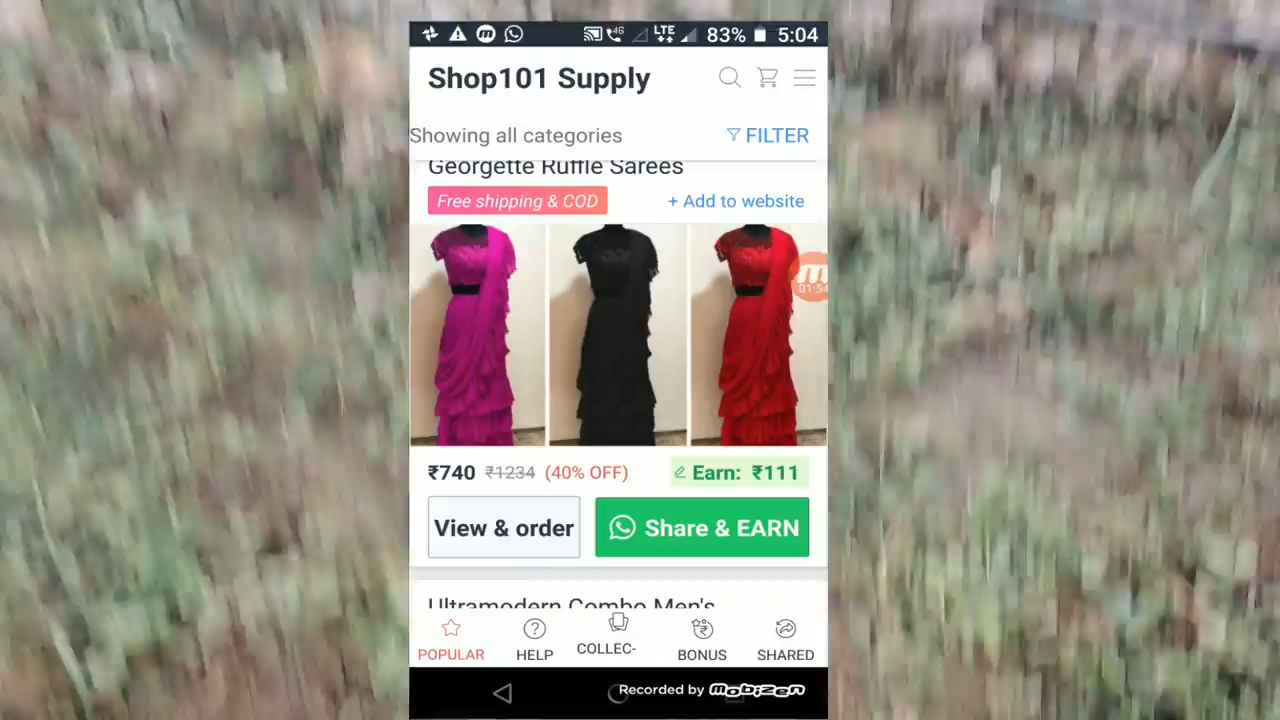 83% 5:04
Shop101 Supply
Showing all categories FILTER
Georgette Ruffle Sarees
Free shipping & COD + Add to website
01:54
₹740 ₹1234 (40% OFF) Earn: ₹111
View & order Share & EARN
Ultramodern Combo Men's
POPULAR HELP COLLEC- BONUS SHARED
Recorded by mobizen